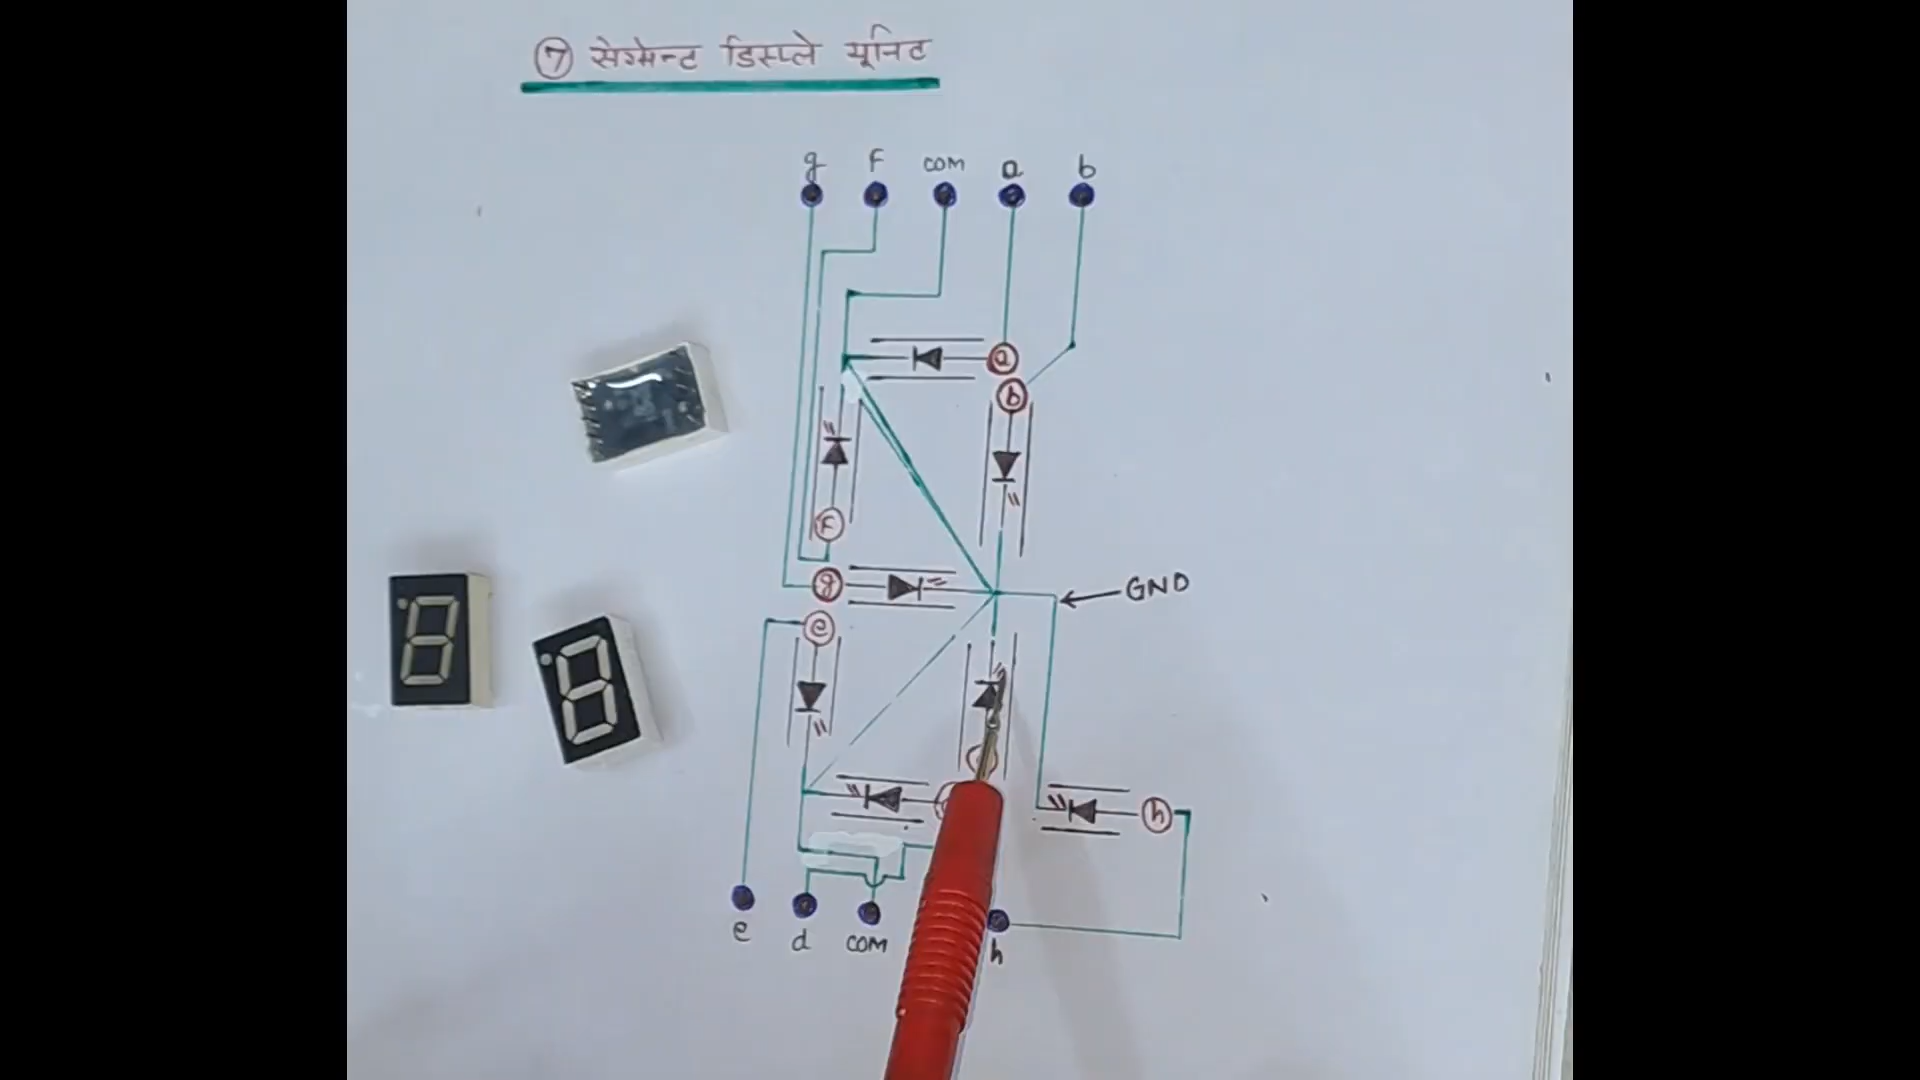 ⑦ सेग्मेन्ट डिस्प्ले यूनिट
g F com a b
a
b
F
g
GND
e
h
e d com h